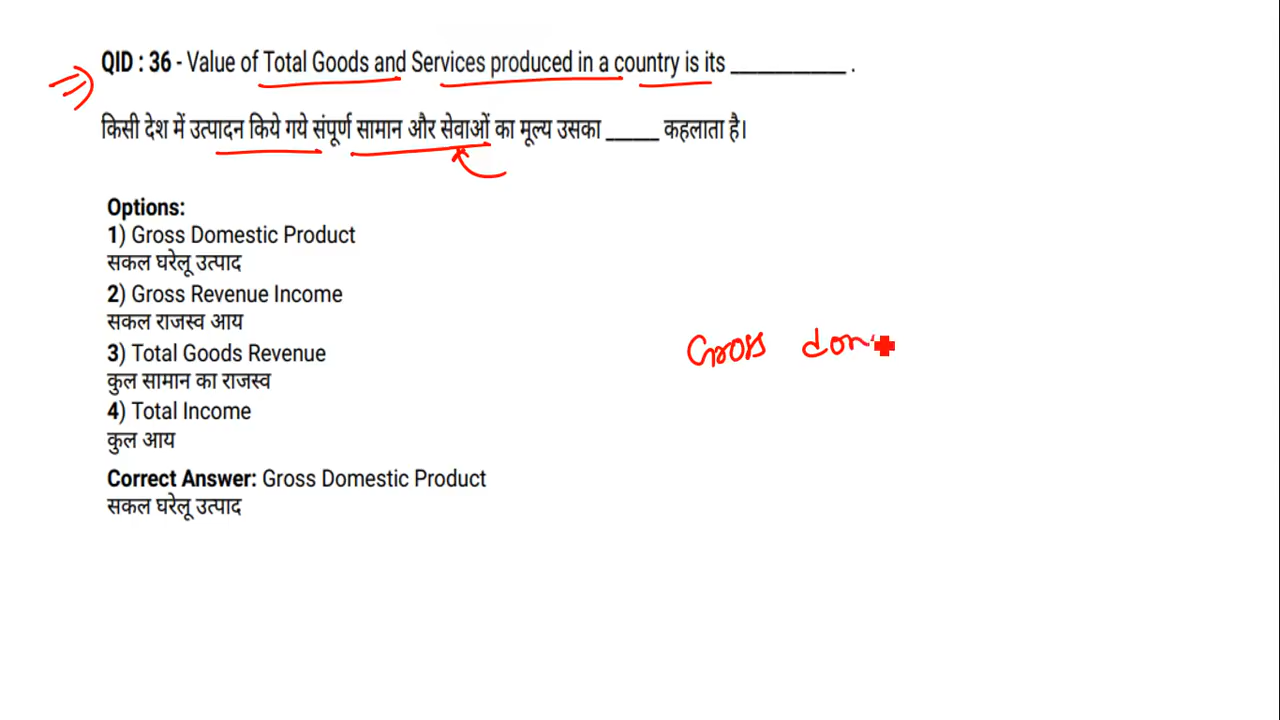 QID : 36 - Value of Total Goods and Services produced in a country is its ___________ .
किसी देश में उत्पादन किये गये संपूर्ण सामान और सेवाओं का मूल्य उसका _____ कहलाता है।
Options:
1) Gross Domestic Product
सकल घरेलू उत्पाद
2) Gross Revenue Income
सकल राजस्व आय
3) Total Goods Revenue
कुल सामान का राजस्व
Gross dom
4) Total Income
कुल आय
Correct Answer: Gross Domestic Product
सकल घरेलू उत्पाद